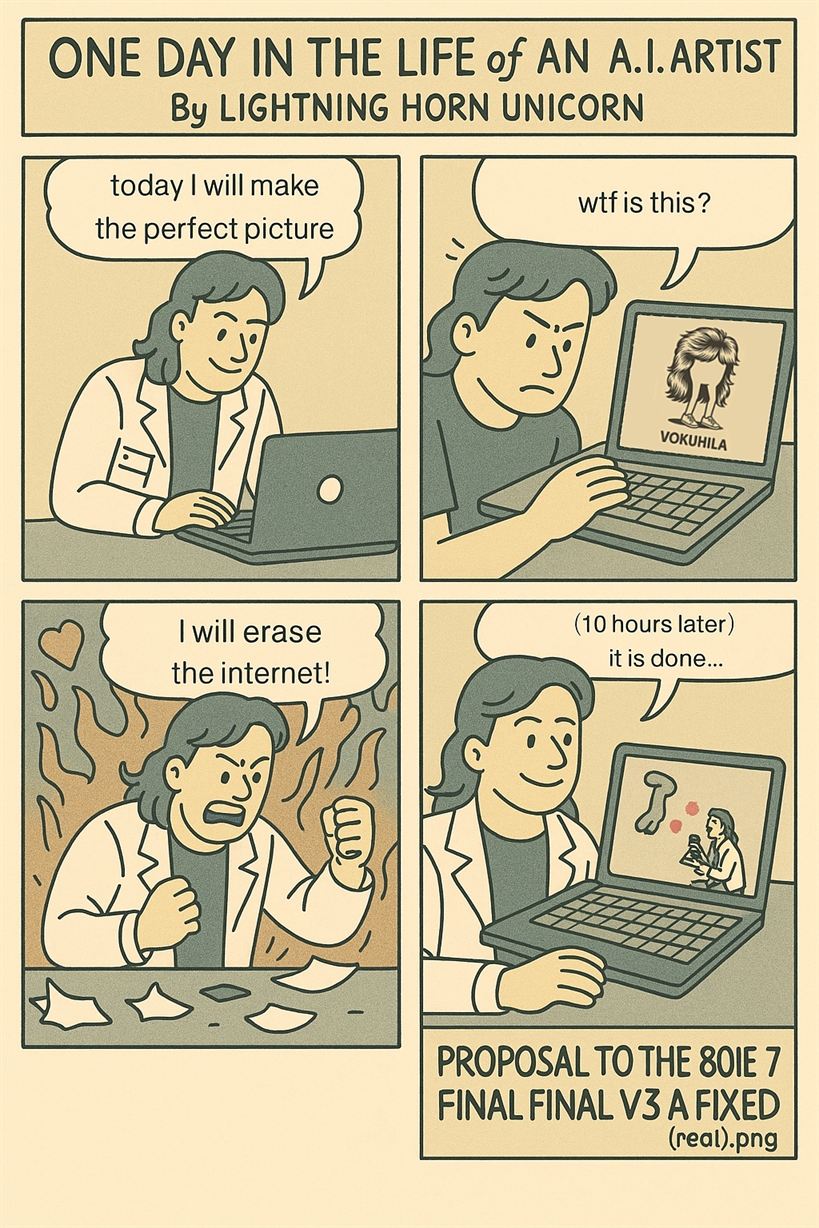 ONE DAY IN THE LIFE of AN A.I. ARTIST
By LIGHTNING HORN UNICORN
today I will make
the perfect picture
wtf is this?
VOKUHILA
I will erase
the internet!
(10 hours later)
it is done...
PROPOSAL TO THE 80IE 7
FINAL FINAL V3 A FIXED
(real).png